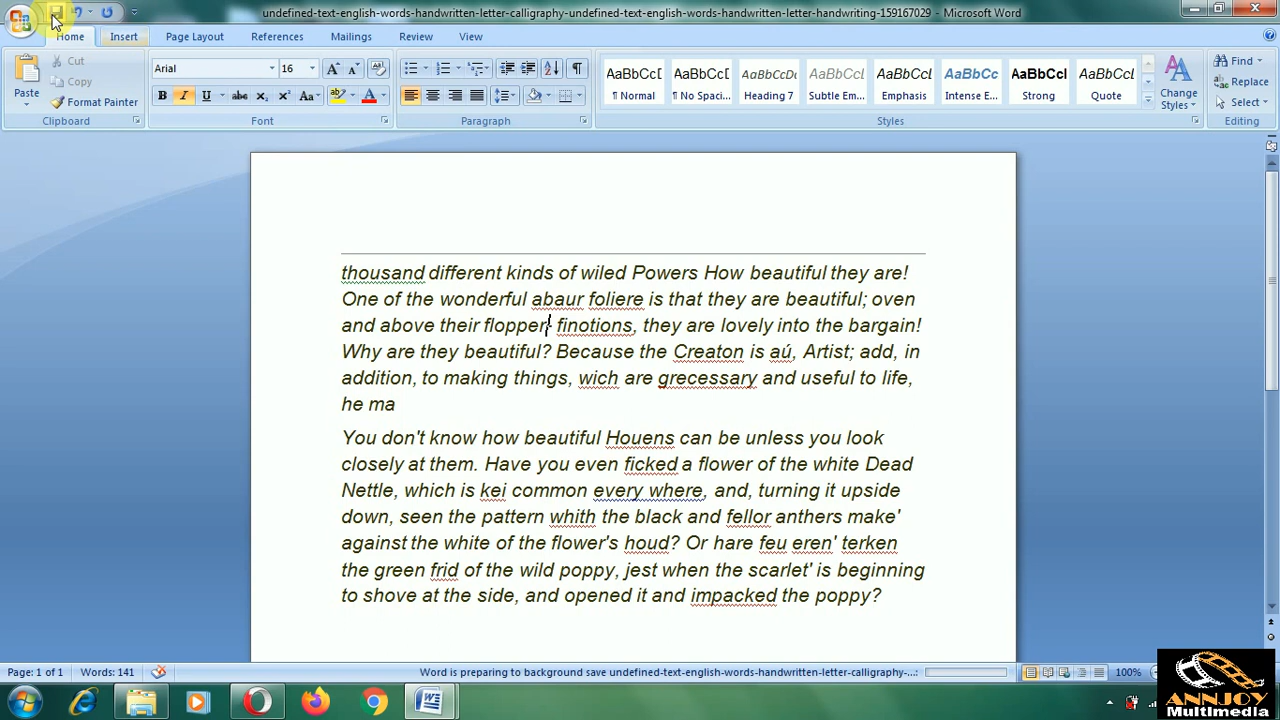 undefined-text-english-words-handwritten-letter-calligraphy-undefined-text-english-words-handwritten-letter-handwriting-159167029 - Microsoft Word
Home Insert Page Layout References Mailings Review View
Paste
Cut
Copy
Format Painter
Clipboard
Arial 16
Font
Paragraph
AaBbCcI AaBbCcI AaBbCcDc AaBbCcL AaBbCcL AaBbCc AaBbCcl AaBbCcL
¶ Normal ¶ No Spaci... Heading 7 Subtle Em... Emphasis Intense E... Strong Quote
Change Styles
Styles
Find
Replace
Select
Editing
thousand different kinds of wiled Powers How beautiful they are!
One of the wonderful abaur foliere is that they are beautiful; oven
and above their flopper finotions, they are lovely into the bargain!
Why are they beautiful? Because the Creaton is aú, Artist; add, in
addition, to making things, wich are grecessary and useful to life,
he ma
You don't know how beautiful Houens can be unless you look
closely at them. Have you even ficked a flower of the white Dead
Nettle, which is kei common every where, and, turning it upside
down, seen the pattern whith the black and fellor anthers make'
against the white of the flower's houd? Or hare feu eren' terken
the green frid of the wild poppy, jest when the scarlet' is beginning
to shove at the side, and opened it and impacked the poppy?
Page: 1 of 1 Words: 141 Word is preparing to background save undefined-text-english-words-handwritten-letter-calligraphy-...: 100%
ANNJOY
Multimedia